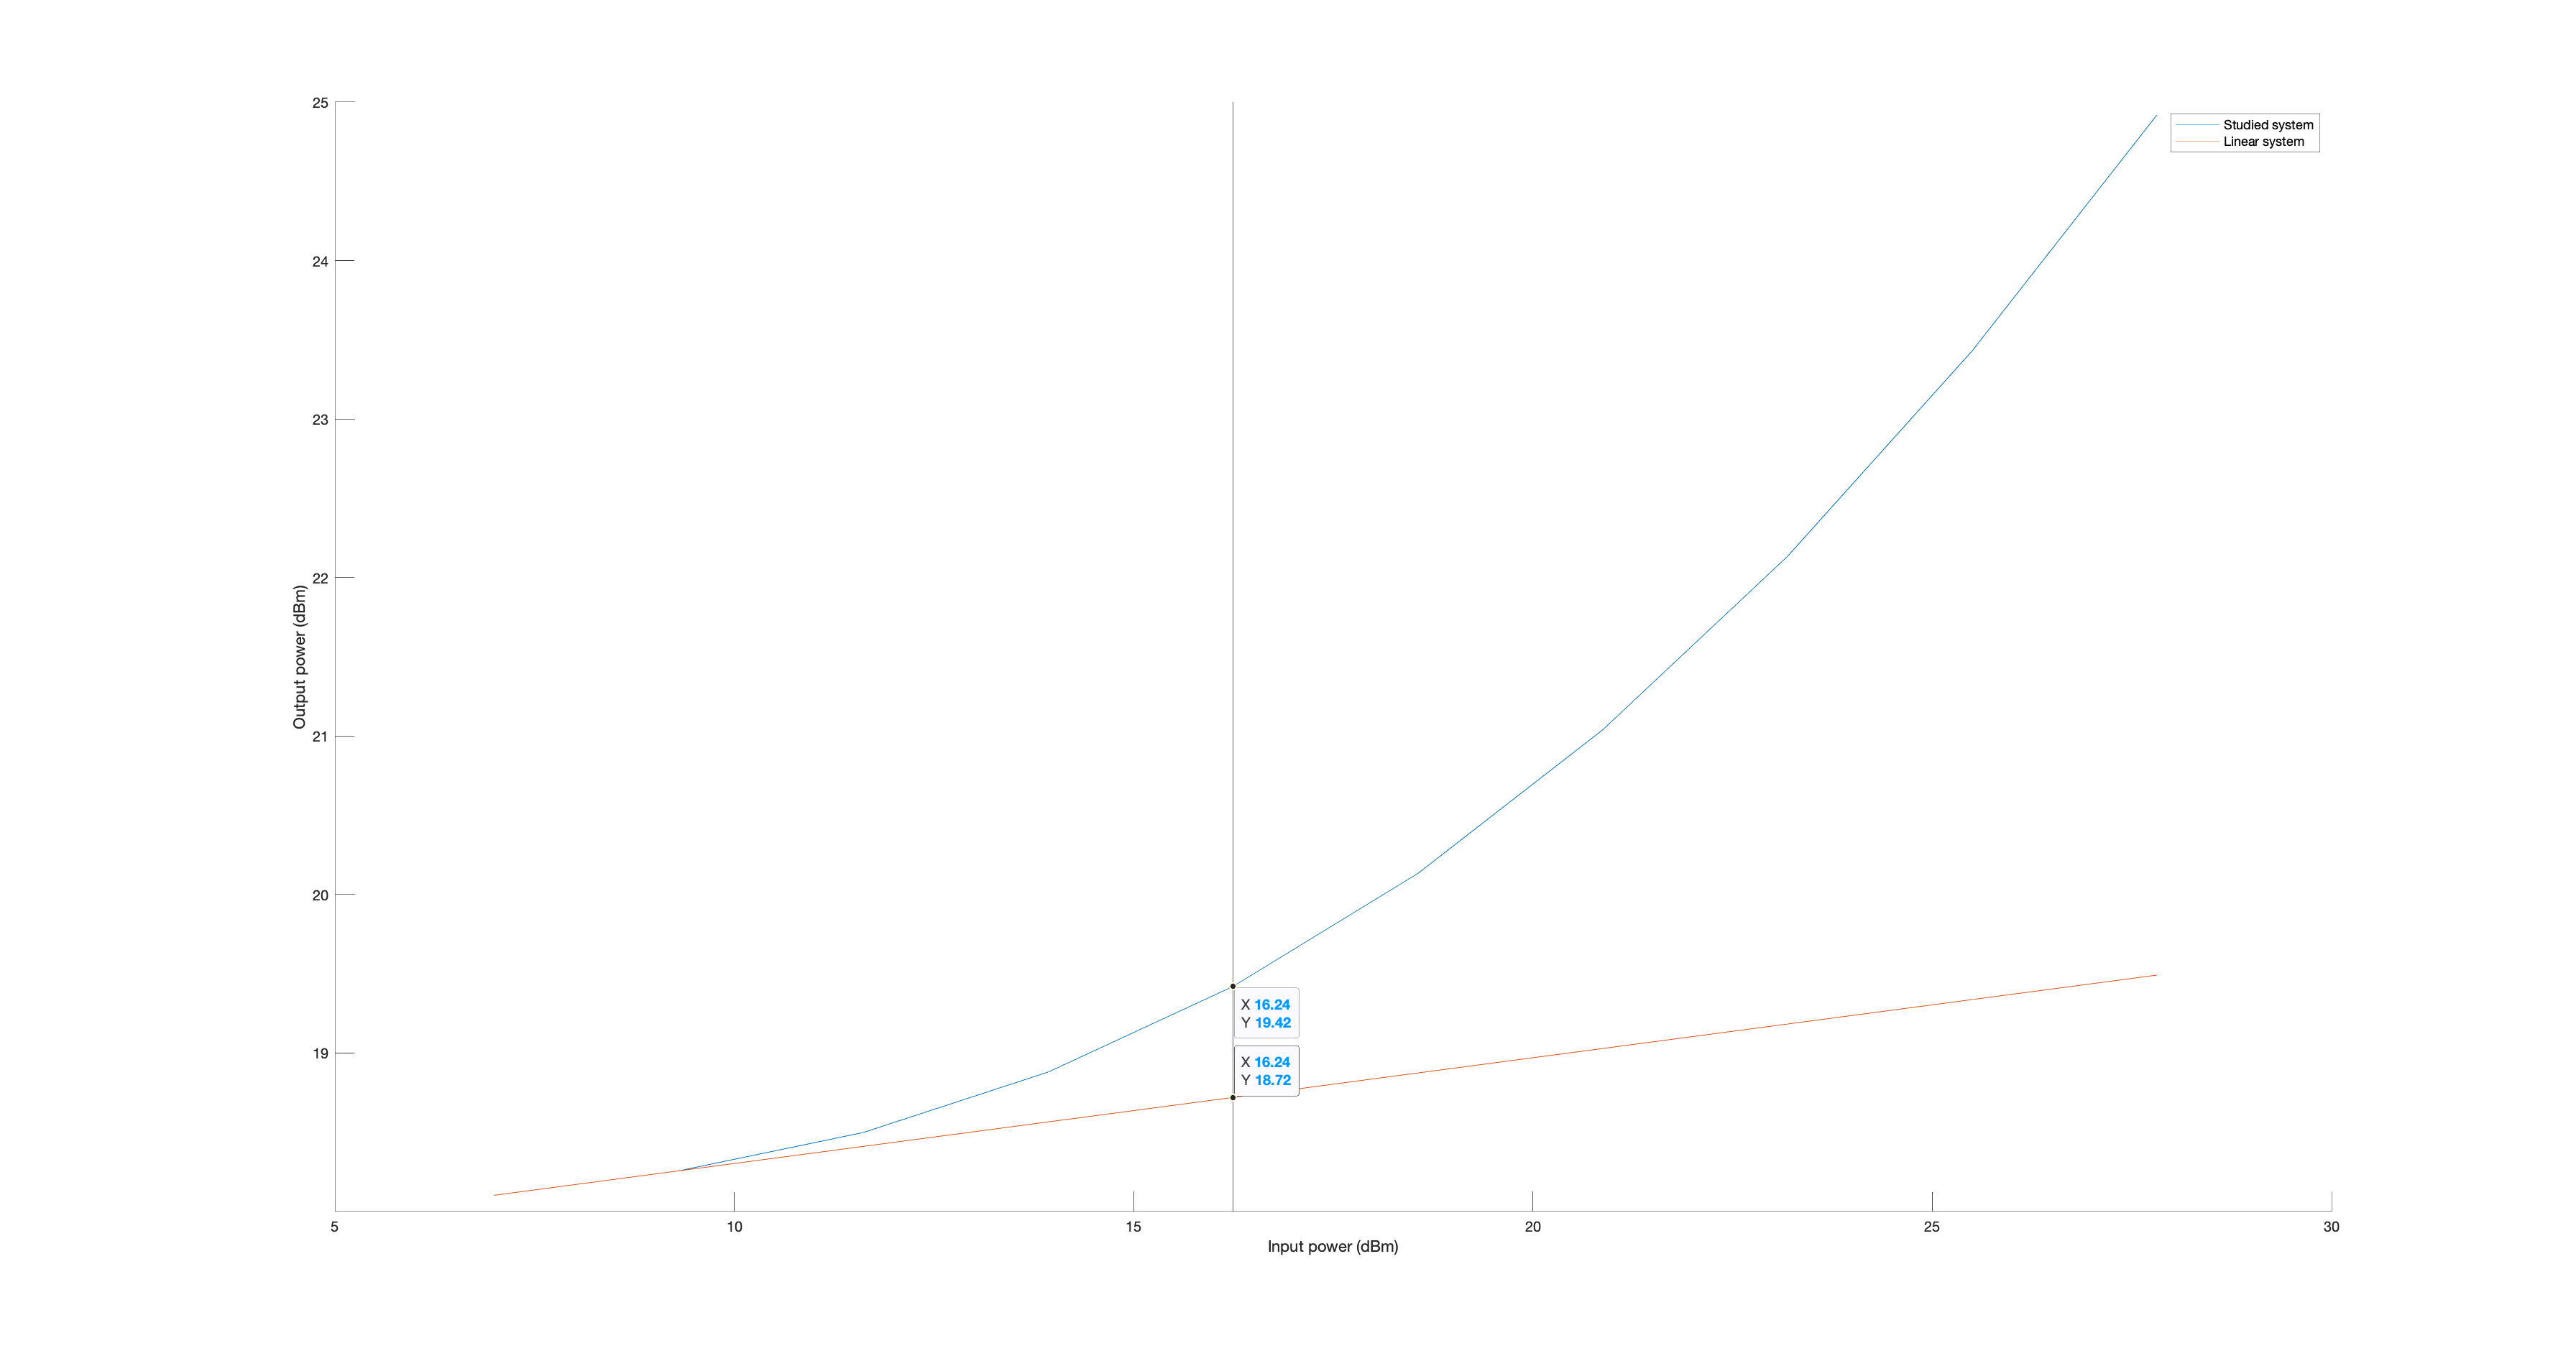 25
24
23
22
21
20
19
Output power (dBm)
Studied system
Linear system
X 16.24
Y 19.42
X 16.24
Y 18.72
5
10
15
20
25
30
Input power (dBm)